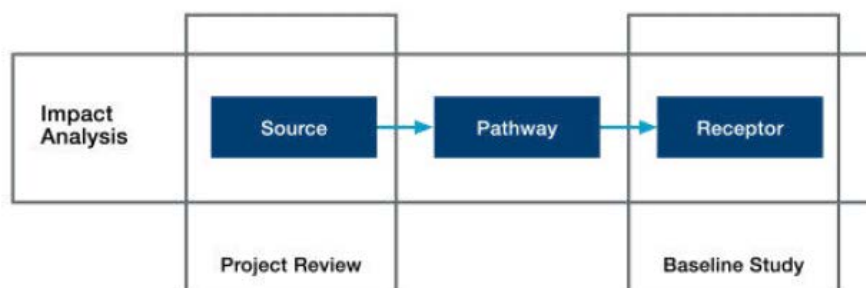 Impact
Analysis
Source
Pathway
Receptor
Project Review
Baseline Study